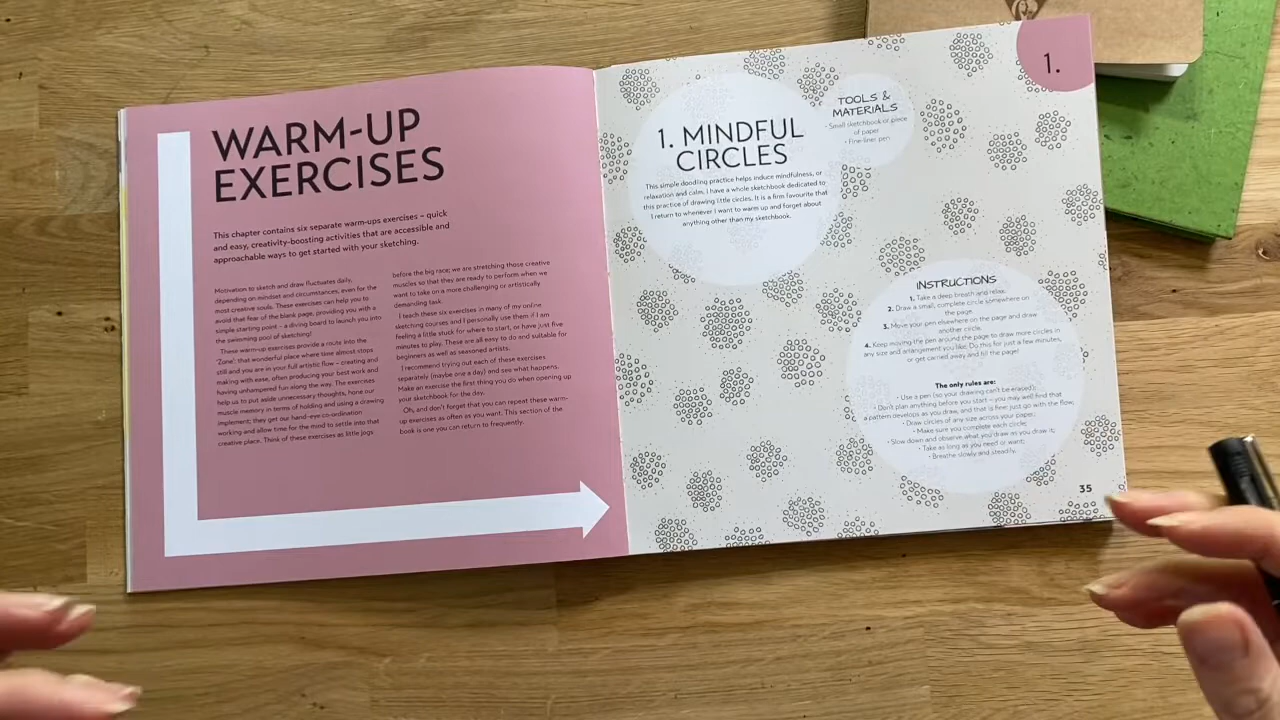 WARM-UP
EXERCISES
This chapter contains six separate warm-ups exercises – quick
and easy, creativity-boosting activities that are accessible and
approachable ways to get started with your sketching.
Motivation to sketch and draw fluctuates daily,
depending on mindset and circumstances, even for the
most creative souls. These exercises can help you to
avoid that fear of the blank page, providing you with a
simple starting point – a diving board to launch you into
the swimming pool of sketching!
These warm-up exercises provide a route into the
'Zone': that wonderful place where time almost stops
still and you are in your full artistic flow – creating and
making with ease, often producing your best work and
having unhampered fun along the way. The exercises
help us to put aside unnecessary thoughts, hone our
muscle memory in terms of holding and using a drawing
implement; they get our hand-eye co-ordination
working and allow time for the mind to settle into that
creative place. Think of these exercises as little jogs
before the big race; we are stretching those creative
muscles so that they are ready to perform when we
want to take on a more challenging or artistically
demanding task.
I teach these six exercises in many of my online
sketching courses and I personally use them if I am
feeling a little stuck for where to start, or have just five
minutes to play. These are all easy to do and suitable for
beginners as well as seasoned artists.
I recommend trying out each of these exercises
separately (maybe one a day) and see what happens.
Make an exercise the first thing you do when opening up
your sketchbook for the day.
Oh, and don't forget that you can repeat these warm-
up exercises as often as you want. This section of the
book is one you can return to frequently.
1.
1. MINDFUL
CIRCLES
This simple doodling practice helps induce mindfulness, or
relaxation and calm. I have a whole sketchbook dedicated to
this practice of drawing little circles. It is a firm favourite that
I return to whenever I want to warm up and forget about
anything other than my sketchbook.
TOOLS &
MATERIALS
• Small sketchbook or piece
of paper
• Fine-liner pen
INSTRUCTIONS
1. Take a deep breath and relax.
2. Draw a small, complete circle somewhere on
the page.
3. Move your pen elsewhere on the page and draw
another circle.
4. Keep moving the pen around the page to draw more circles in
any size and arrangement you like. Do this for just a few minutes,
or get carried away and fill the page!
The only rules are:
• Use a pen (so your drawing can't be erased);
• Don't plan anything before you start – you may well find that
a pattern develops as you draw, and that is fine: just go with the flow;
• Draw circles of any size across your paper;
• Make sure you complete each circle;
• Slow down and observe what you draw as you draw it;
• Take as long as you need or want;
• Breathe slowly and steadily.
35